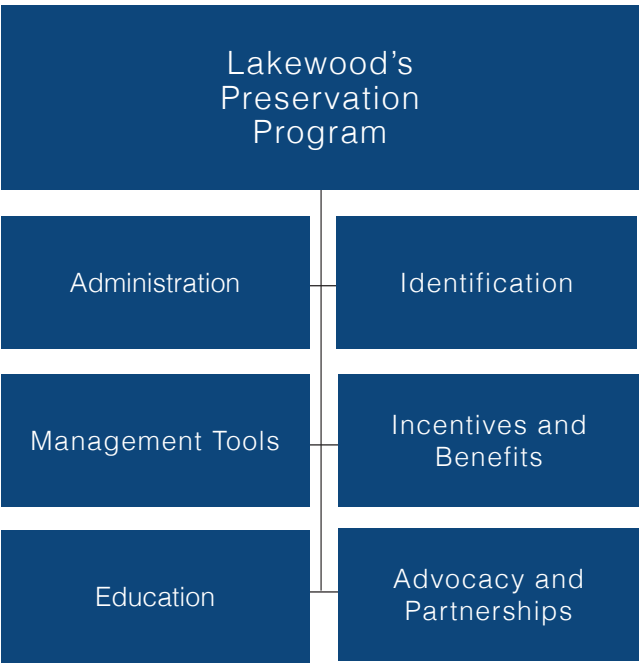 Lakewood’s
Preservation
Program
Administration
Identification
Management Tools
Incentives and
Benefits
Education
Advocacy and
Partnerships